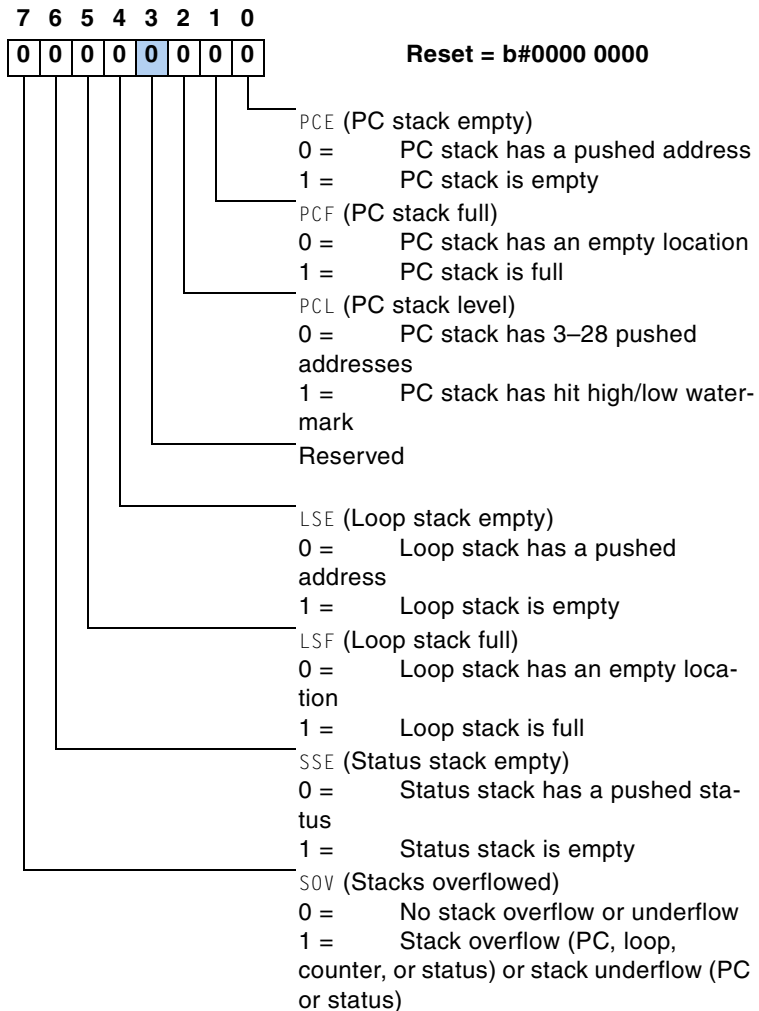 7 6 5 4 3 2 1 0
0 0 0 0 0 0 0 0 Reset = b#0000 0000
PCE (PC stack empty)
0 = PC stack has a pushed address
1 = PC stack is empty
PCF (PC stack full)
0 = PC stack has an empty location
1 = PC stack is full
PCL (PC stack level)
0 = PC stack has 3–28 pushed
addresses
1 = PC stack has hit high/low water-
mark
Reserved
LSE (Loop stack empty)
0 = Loop stack has a pushed
address
1 = Loop stack is empty
LSF (Loop stack full)
0 = Loop stack has an empty loca-
tion
1 = Loop stack is full
SSE (Status stack empty)
0 = Status stack has a pushed sta-
tus
1 = Status stack is empty
SOV (Stacks overflowed)
0 = No stack overflow or underflow
1 = Stack overflow (PC, loop,
counter, or status) or stack underflow (PC
or status)